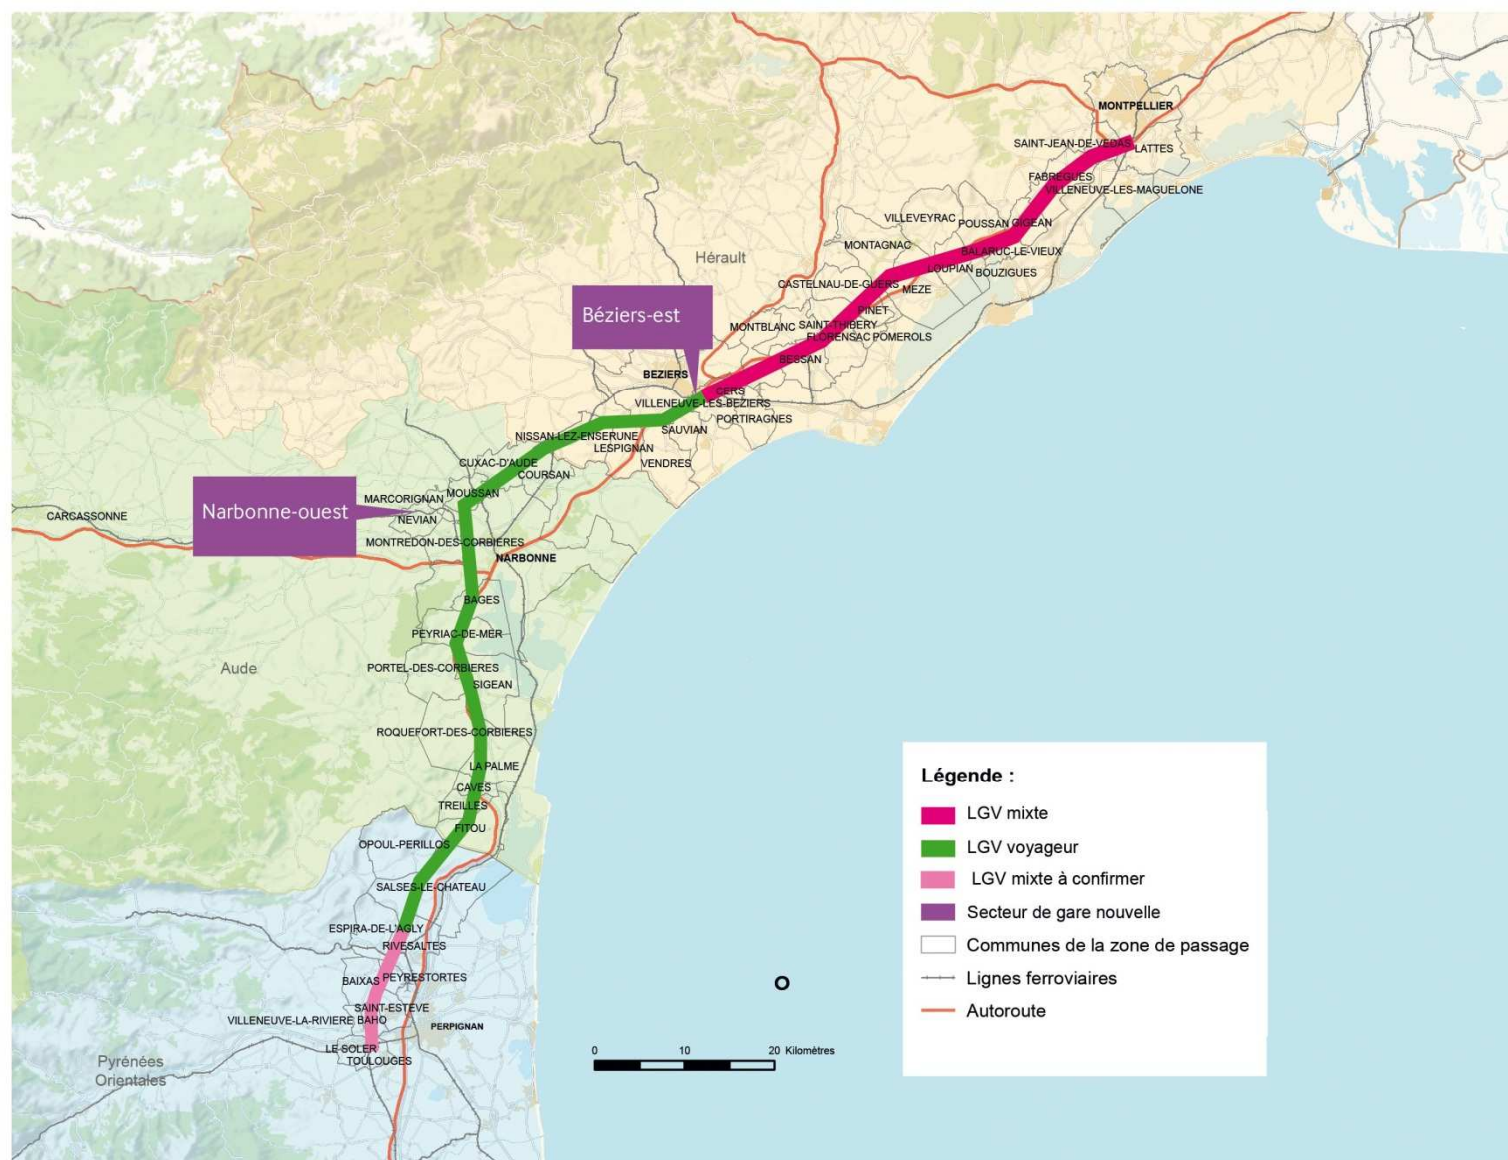 MONTPELLIER
SAINT-JEAN-DE-VEDAS
LATTES
FABREGUES
VILLENEUVE-LES-MAGUELONE
VILLEVEYRAC
POUSSAN
GIGEAN
MONTAGNAC
BALARUC-LE-VIEUX
Hérault
LOUPIAN
BOUZIGUES
CASTELNAU-DE-GUERS
MEZE
PINET
Béziers-est
MONTBLANC
SAINT-THIBERY
FLORENSAC
POMEROLS
BESSAN
BEZIERS
CERS
VILLENEUVE-LES-BEZIERS
PORTIRAGNES
SAUVIAN
NISSAN-LEZ-ENSERUNE
LESPIGNAN
VENDRES
CUXAC-D'AUDE
COURSAN
MOUSSAN
MARCORIGNAN
Narbonne-ouest
NEVIAN
CARCASSONNE
MONTREDON-DES-CORBIERES
NARBONNE
BAGES
PEYRIAC-DE-MER
Aude
PORTEL-DES-CORBIERES
SIGEAN
ROQUEFORT-DES-CORBIERES
LA PALME
CAVES
TREILLES
FITOU
OPOUL-PERILLOS
SALSES-LE-CHATEAU
ESPIRA-DE-L'AGLY
RIVESALTES
BAIXAS
PEYRESTORTES
SAINT-ESTEVE
VILLENEUVE-LA-RIVIERE
BAHO
PERPIGNAN
LE SOLER
TOULOUGES
Pyrénées
Orientales
0 10 20 Kilomètres
Légende :
LGV mixte
LGV voyageur
LGV mixte à confirmer
Secteur de gare nouvelle
Communes de la zone de passage
Lignes ferroviaires
Autoroute